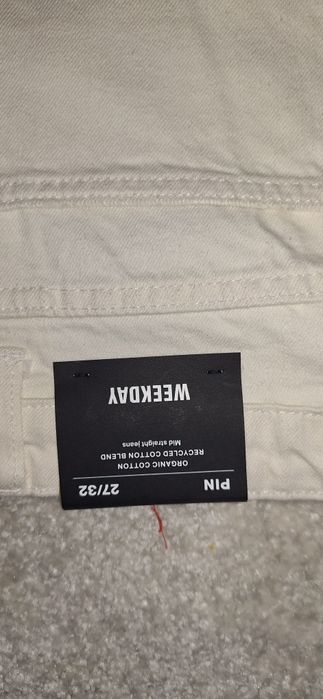 PIN 27/32
ORGANIC COTTON
RECYCLED COTTON BLEND
Mid straight jeans
WEEKDAY